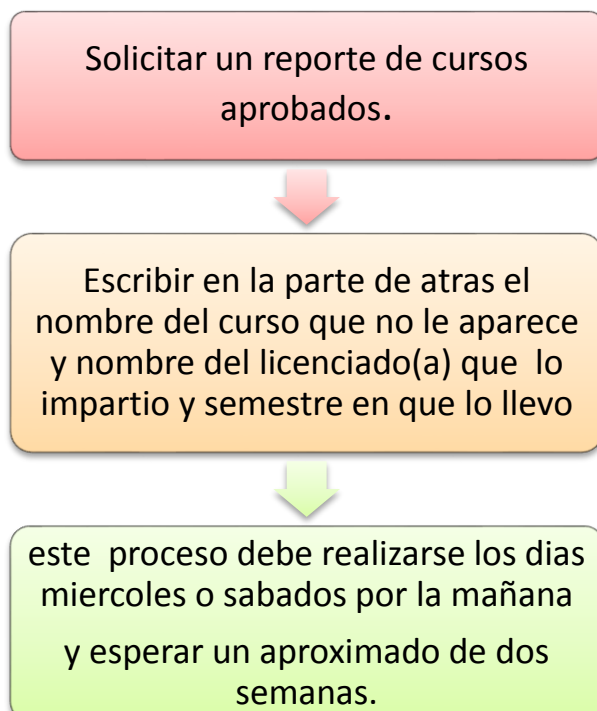 Solicitar un reporte de cursos
aprobados.
Escribir en la parte de atras el
nombre del curso que no le aparece
y nombre del licenciado(a) que lo
impartio y semestre en que lo llevo
este proceso debe realizarse los dias
miercoles o sabados por la mañana
y esperar un aproximado de dos
semanas.